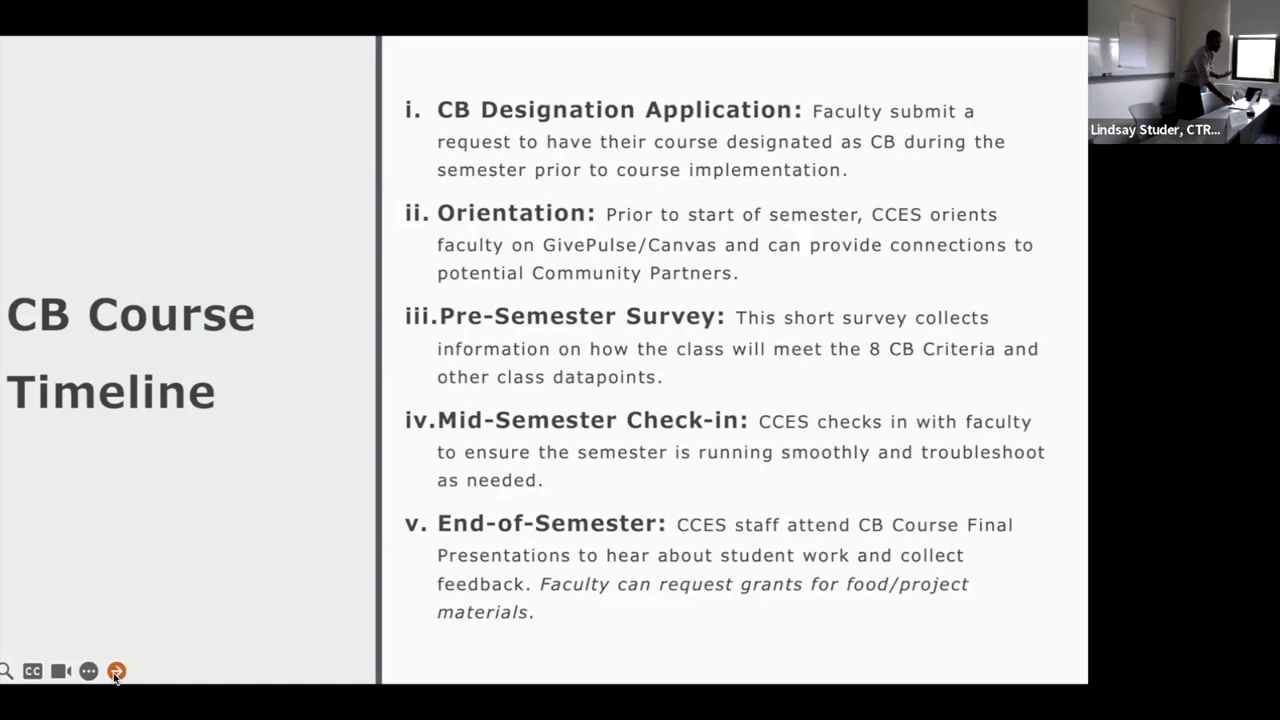 CB Course
Timeline
i. CB Designation Application: Faculty submit a
request to have their course designated as CB during the
semester prior to course implementation.
ii. Orientation: Prior to start of semester, CCES orients
faculty on GivePulse/Canvas and can provide connections to
potential Community Partners.
iii.Pre-Semester Survey: This short survey collects
information on how the class will meet the 8 CB Criteria and
other class datapoints.
iv.Mid-Semester Check-in: CCES checks in with faculty
to ensure the semester is running smoothly and troubleshoot
as needed.
v. End-of-Semester: CCES staff attend CB Course Final
Presentations to hear about student work and collect
feedback. Faculty can request grants for food/project
materials.
CC
Lindsay Studer, CTR...